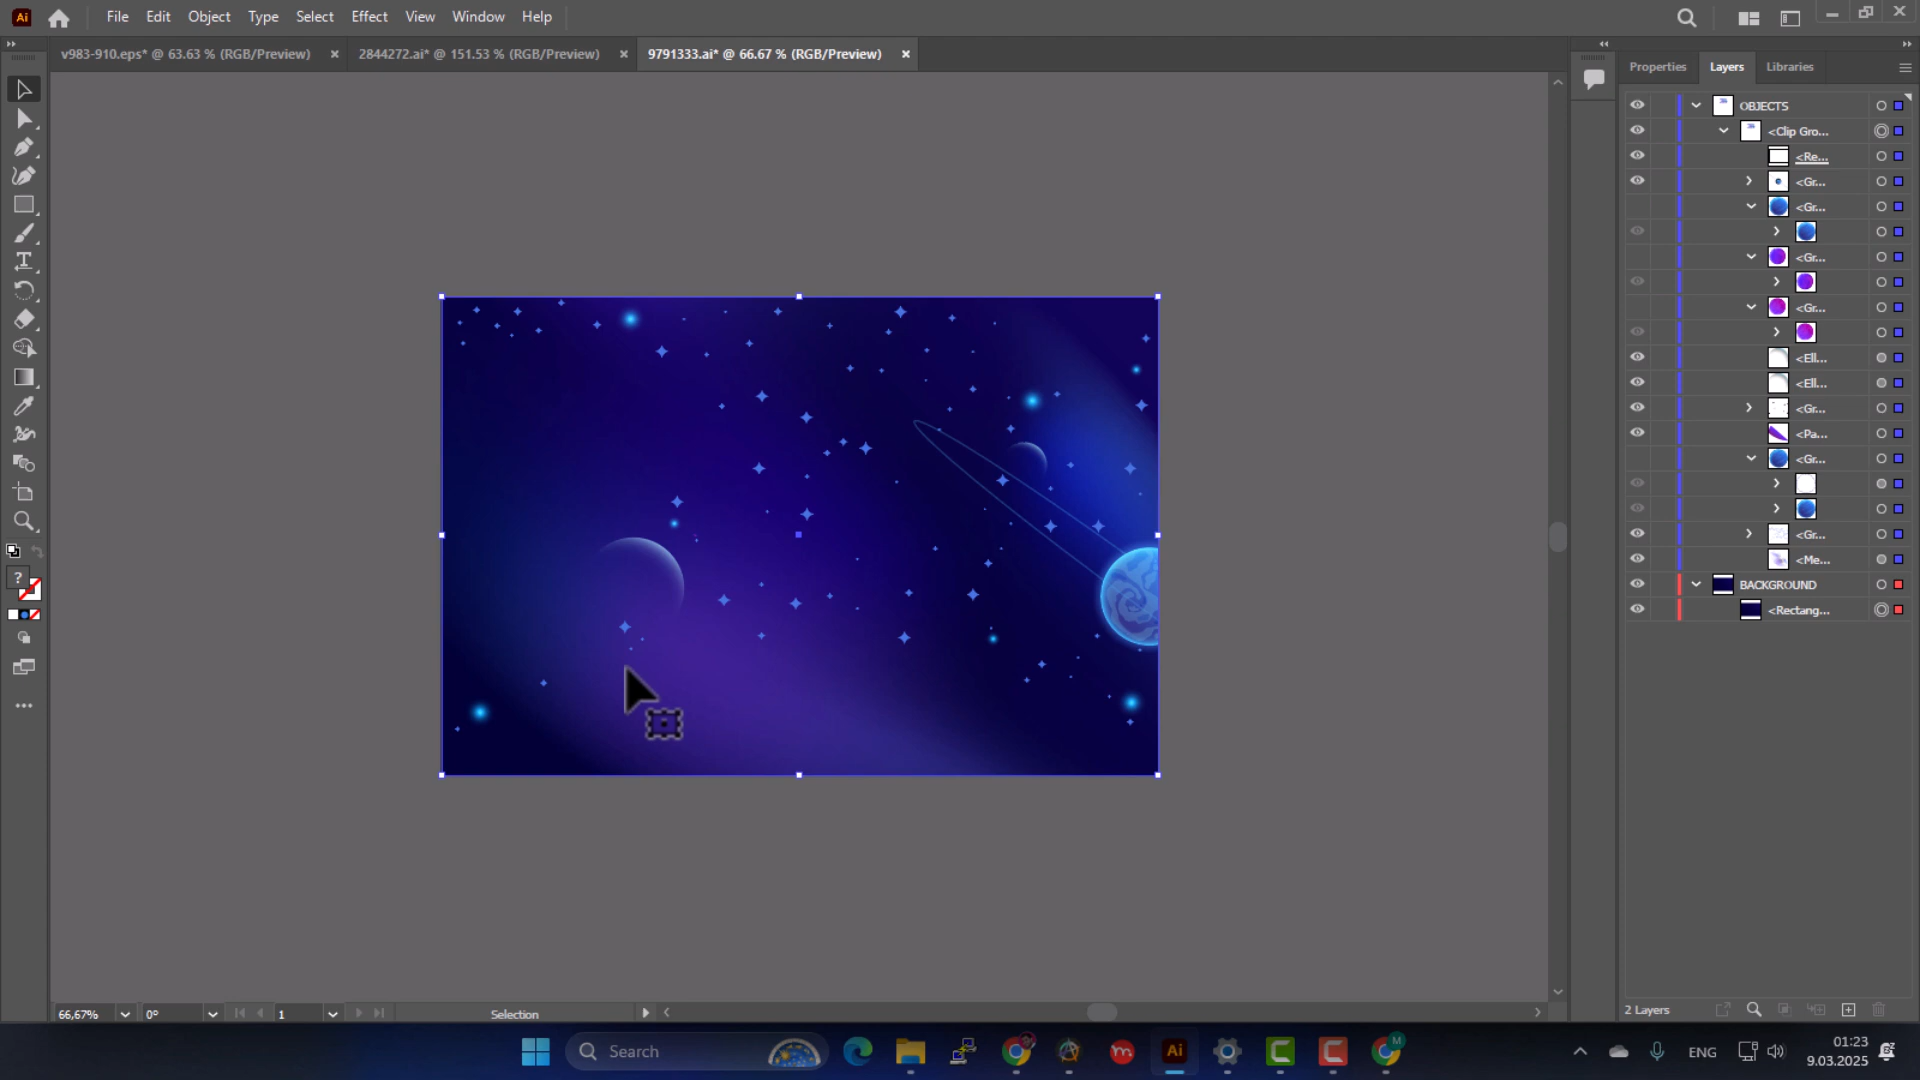 Ai File Edit Object Type Select Effect View Window Help
v983-910.eps* @ 63.63 % (RGB/Preview) 2844272.ai* @ 151.53 % (RGB/Preview) 9791333.ai* @ 66.67 % (RGB/Preview)
Properties Layers Libraries
OBJECTS
<Clip Gro...
<Re...
<Gr...
<Gr...
<Gr...
<Gr...
<Ell...
<Ell...
<Gr...
<Pa...
<Gr...
<Gr...
<Me...
BACKGROUND
<Rectang...
?
66,67% 0° 1 Selection
2 Layers
Search
Ai
M
ENG
01:23
9.03.2025